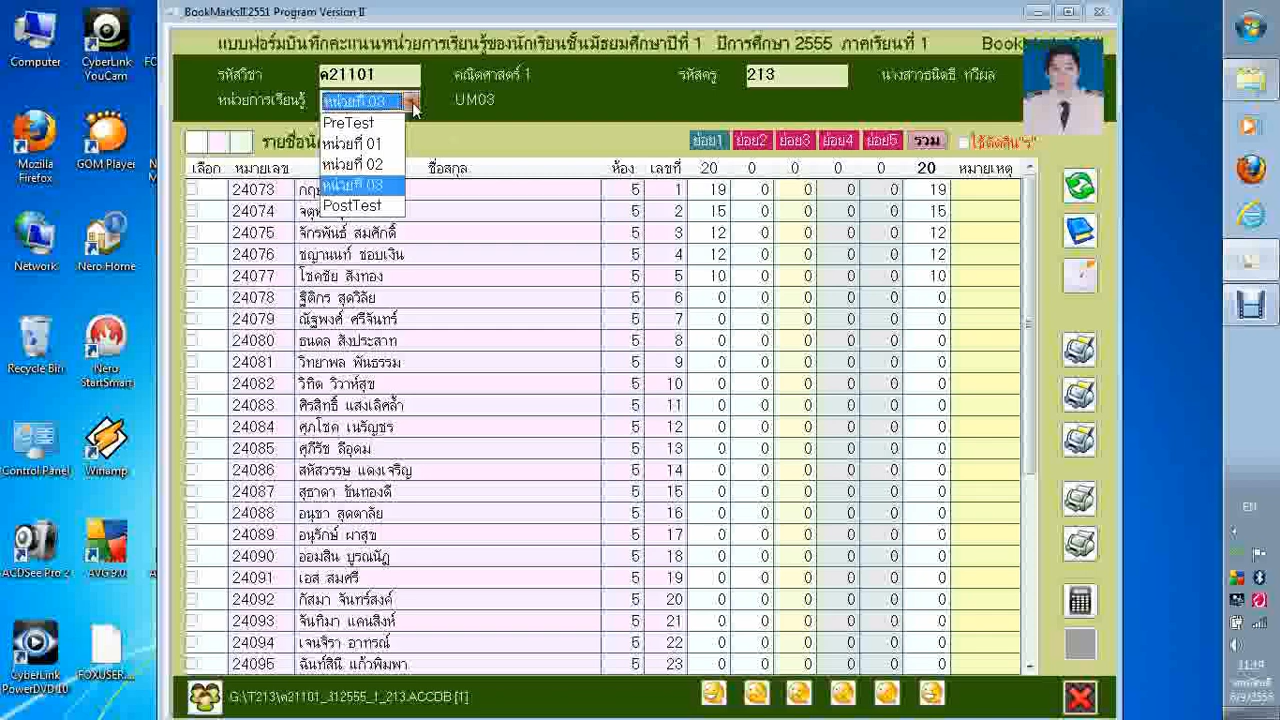 BookMarksII:2551 Program Version II
แบบฟอร์มบันทึกคะแนนหน่วยการเรียนรู้ของนักเรียนชั้นมัธยมศึกษาปีที่ 1 ปีการศึกษา 2555 ภาคเรียนที่ 1
รหัสวิชา ค21101 คณิตศาสตร์ 1 รหัสครู 213
หน่วยการเรียนรู้ หน่วยที่ 03 UM03
PreTest
หน่วยที่ 01
หน่วยที่ 02
หน่วยที่ 03
PostTest
ย่อย1 ย่อย2 ย่อย3 ย่อย4 ย่อย5 รวม
เลือก หมายเลข ชื่อสกุล ห้อง เลขที่ 20 0 0 0 0 20 หมายเหตุ
24073 5 1 19 0 0 0 0 19
24074 5 2 15 0 0 0 0 15
24075 จักรพันธ์ สมศักดิ์ 5 3 12 0 0 0 0 12
24076 ชญานนท์ ชอบเงิน 5 4 12 0 0 0 0 12
24077 โชคชัย สิงทอง 5 5 10 0 0 0 0 10
24078 ฐิติกร สุดวิลัย 5 6 0 0 0 0 0 0
24079 ณัฐพงศ์ ศรีจันทร์ 5 7 0 0 0 0 0 0
24080 ธนดล สิงประสาท 5 8 0 0 0 0 0 0
24081 วิทยาพล พันธรรม 5 9 0 0 0 0 0 0
24082 วิกิต วิวาห์สุข 5 10 0 0 0 0 0 0
24083 ศิรสิทธิ์ แสงเลิศล้ำ 5 11 0 0 0 0 0 0
24084 ศุภโชค เนรัญชร 5 12 0 0 0 0 0 0
24085 ศุภีรัช ลีอุดม 5 13 0 0 0 0 0 0
24086 สหัสวรรษ แดงเจริญ 5 14 0 0 0 0 0 0
24087 สุธาดา ขันทองดี 5 15 0 0 0 0 0 0
24088 อนุชา สุดตาลัย 5 16 0 0 0 0 0 0
24089 อนุรักษ์ ผาสุข 5 17 0 0 0 0 0 0
24090 ออมสิน บูรณนัฎ 5 18 0 0 0 0 0 0
24091 เอส สมศรี 5 19 0 0 0 0 0 0
24092 กัสมา จันทร์สงค์ 5 20 0 0 0 0 0 0
24093 จันทิมา แคนสิงห์ 5 21 0 0 0 0 0 0
24094 เจนจิรา อาทรณ์ 5 22 0 0 0 0 0 0
24095 ฉันท์สินี แก้วพิมพา 5 23 0 0 0 0 0 0
G:\T213\ค21101_312555_1_213.ACCDB [1]
Computer
CyberLink YouCam
Mozilla Firefox
GOM Player
Network
Nero Home
Recycle Bin
Nero StartSmart
Control Panel
Winamp
ACDSee Pro 2
AVG 9.0
CyberLink PowerDVD 10
FOXUSER....
EN